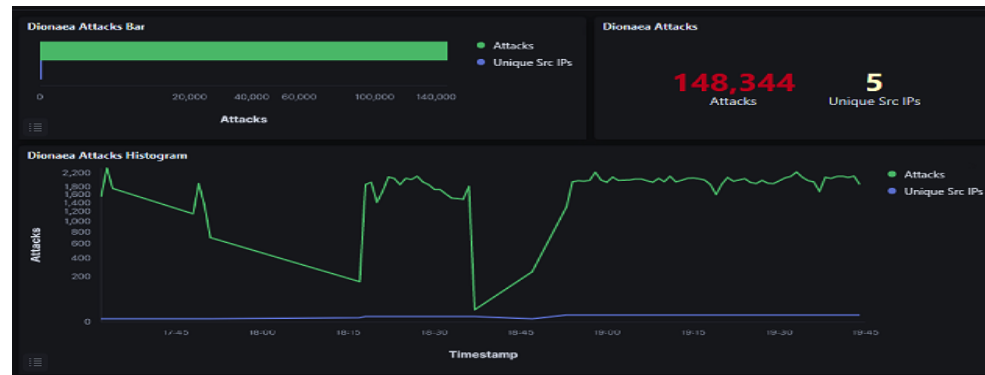 Dionaea Attacks Bar
Attacks
Unique Src IPs
0 20,000 40,000 60,000 100,000 140,000
Attacks
Dionaea Attacks
148,344
Attacks
5
Unique Src IPs
Dionaea Attacks Histogram
2,200
1,800
1,600
1,400
1,200
1,000
800
600
400
200
0
Attacks
Attacks
Unique Src IPs
17:45 18:00 18:15 18:30 18:45 19:00 19:15 19:30 19:45
Timestamp